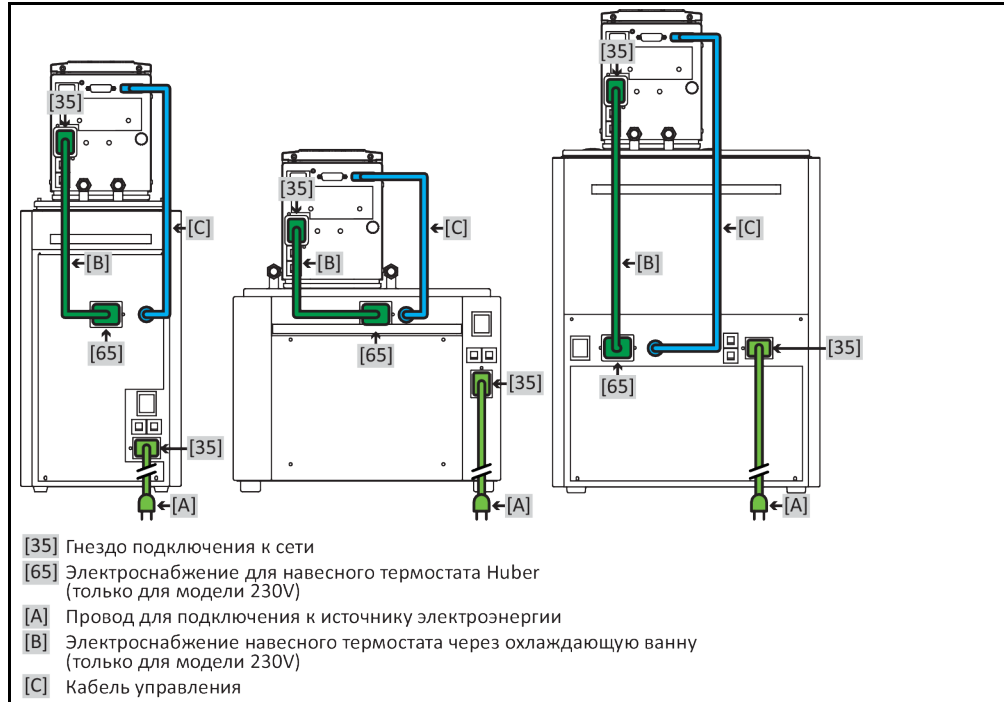 [35]
[C]
[B]
[65]
[35]
[A]
[35]
[C]
[B]
[65]
[35]
[A]
[35]
[C]
[B]
[35]
[65]
[A]
[35] Гнездо подключения к сети
[65] Электроснабжение для навесного термостата Huber
(только для модели 230V)
[A] Провод для подключения к источнику электроэнергии
[B] Электроснабжение навесного термостата через охлаждающую ванну
(только для модели 230V)
[C] Кабель управления